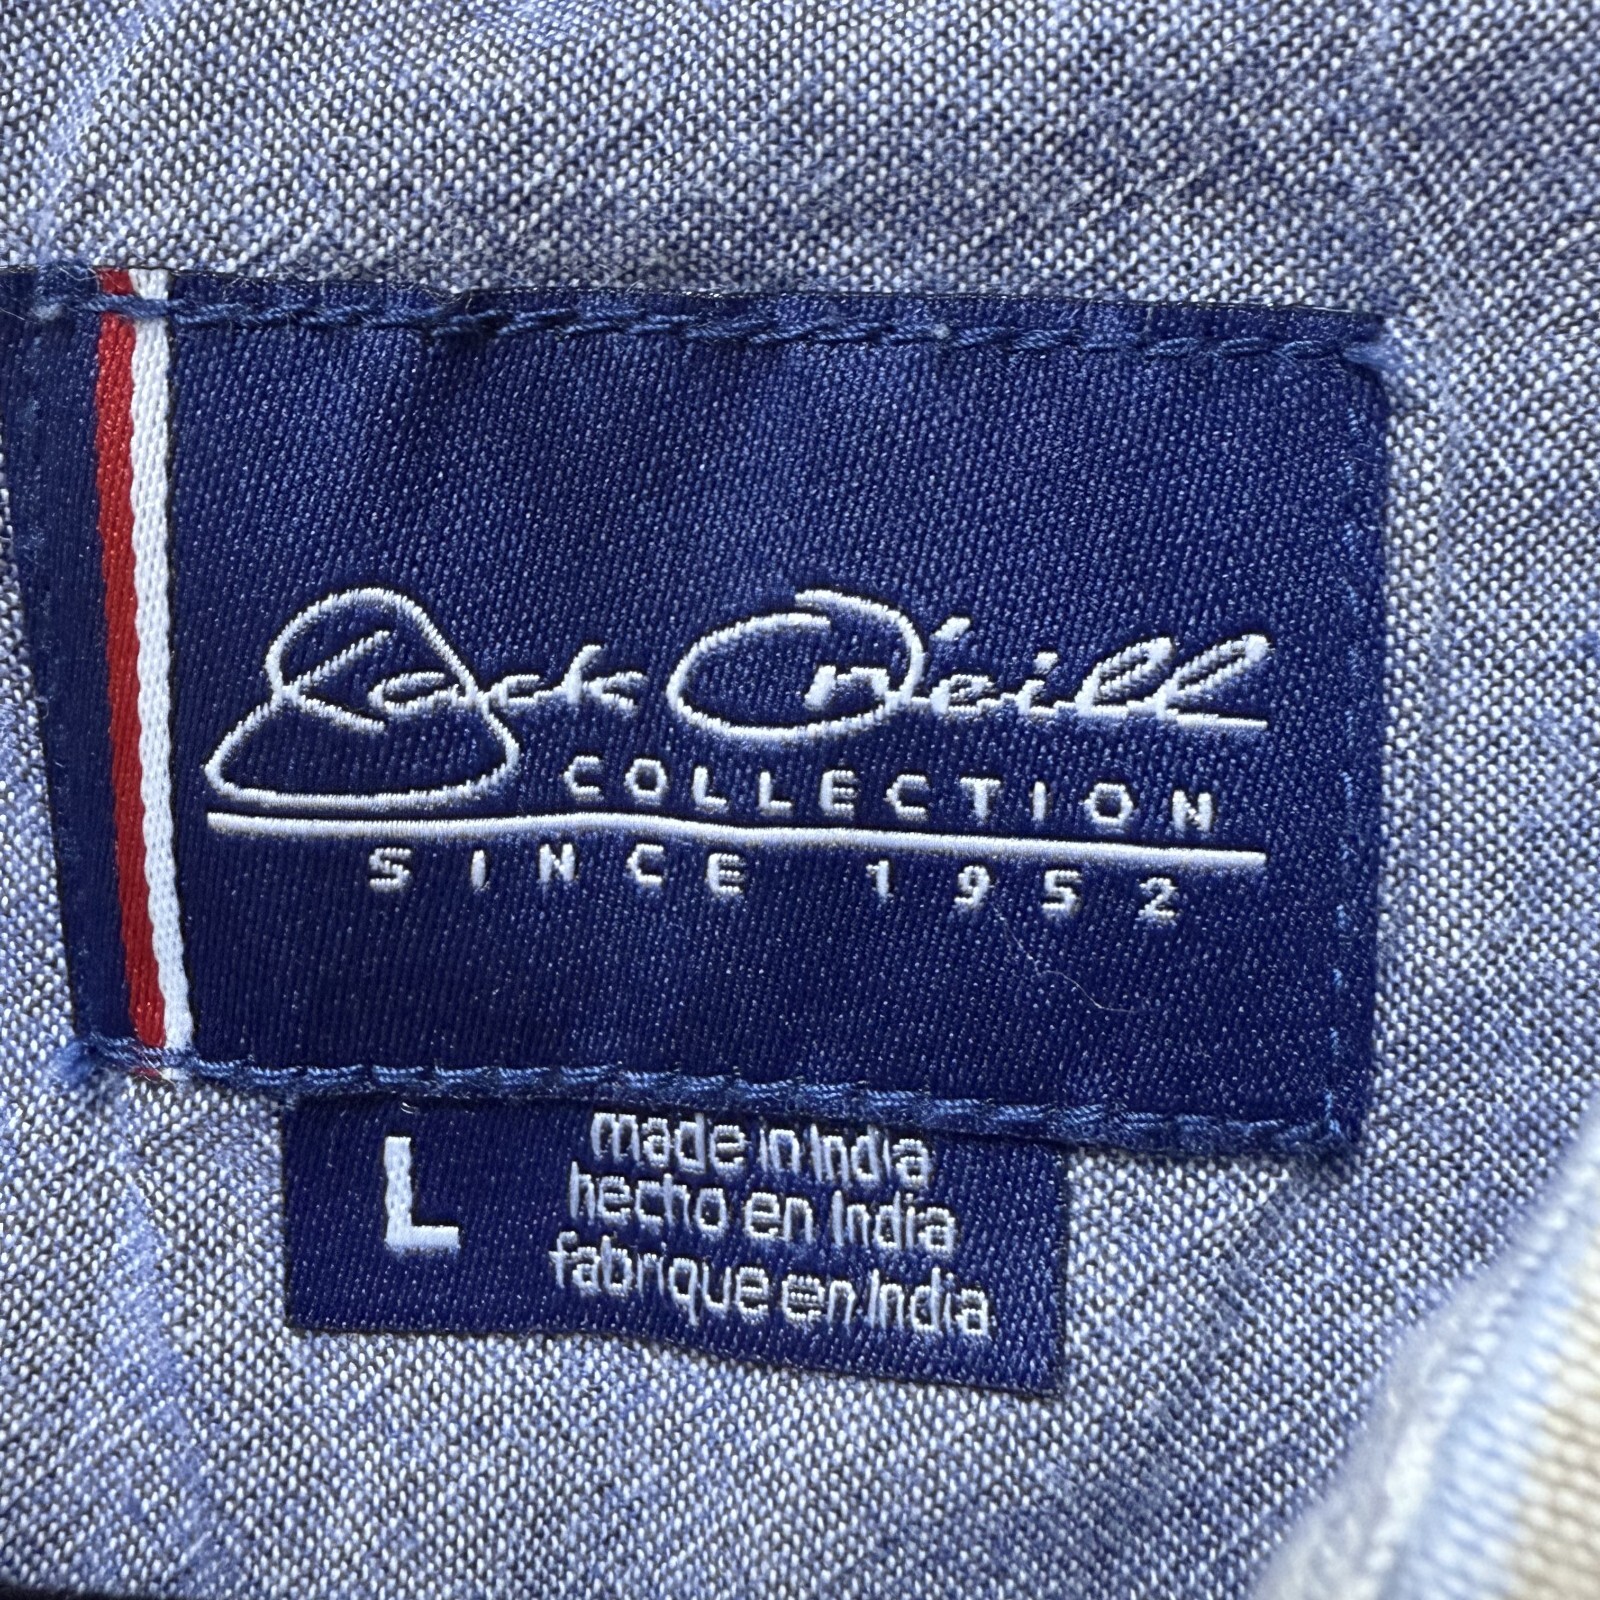 Jack O'Neill
COLLECTION
SINCE 1952
L
made in India
hecho en India
fabrique en India